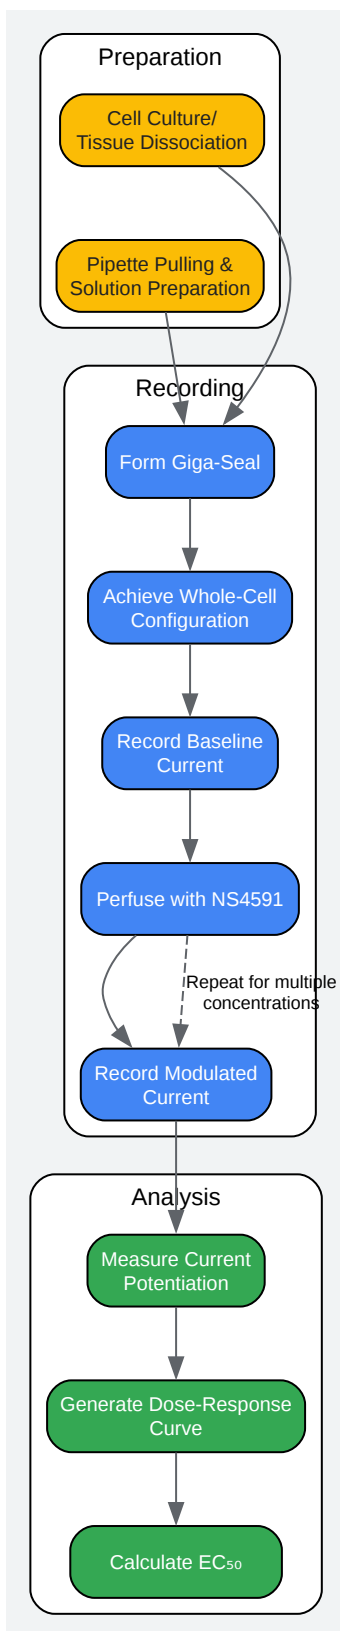 Preparation
Cell Culture/
Tissue Dissociation
Pipette Pulling &
Solution Preparation
Recording
Form Giga-Seal
Achieve Whole-Cell
Configuration
Record Baseline
Current
Perfuse with NS4591
Repeat for multiple
concentrations
Record Modulated
Current
Analysis
Measure Current
Potentiation
Generate Dose-Response
Curve
Calculate EC₅₀